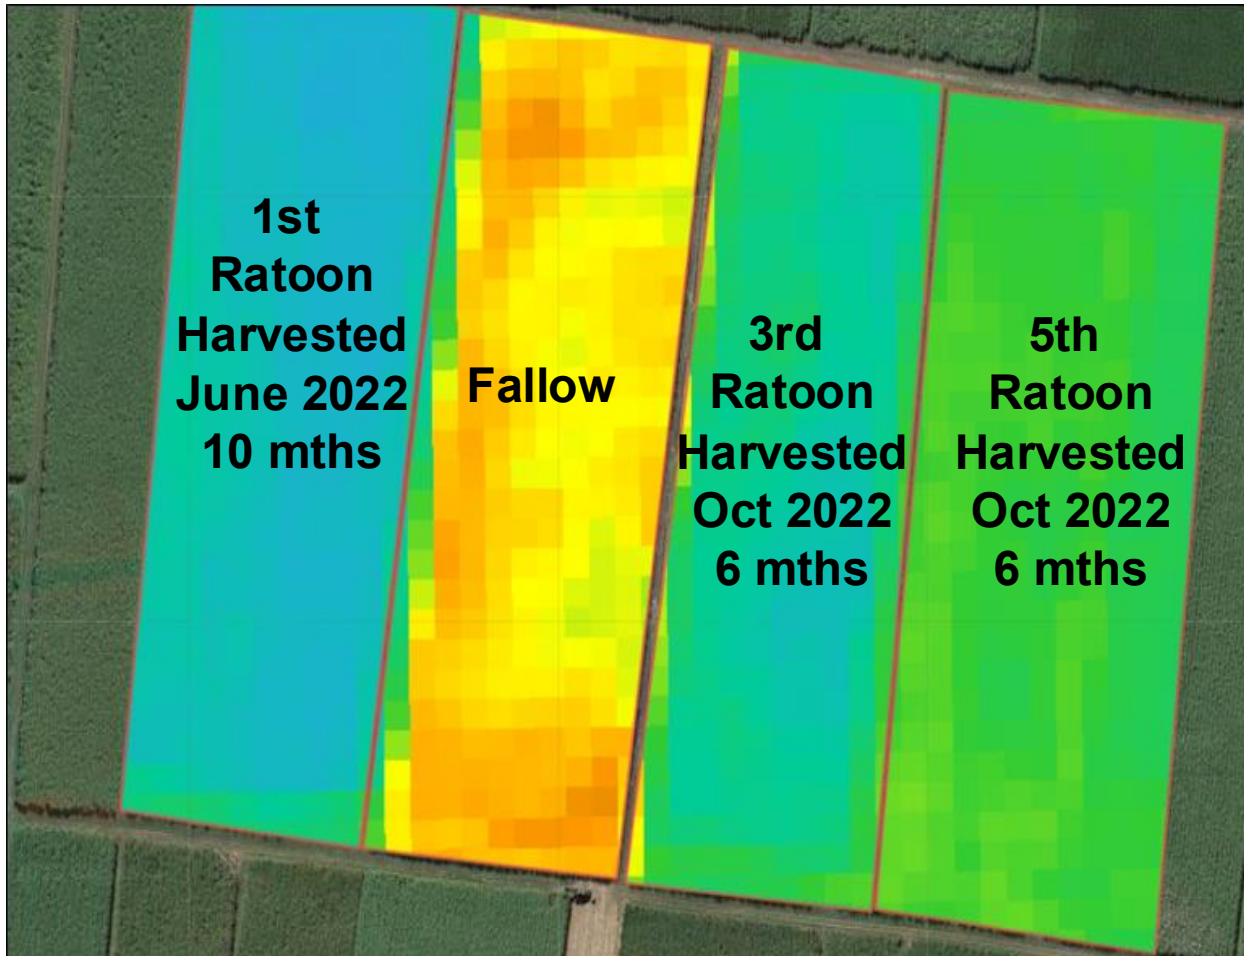 1st
Ratoon
Harvested
June 2022
10 mths
Fallow
3rd
Ratoon
Harvested
Oct 2022
6 mths
5th
Ratoon
Harvested
Oct 2022
6 mths